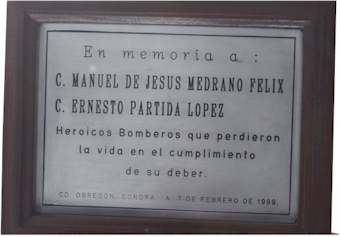 En memoria a :
C. MANUEL DE JESUS MEDRANO FELIX
C. ERNESTO PARTIDA LOPEZ
Heroicos Bomberos que perdieron
la vida en el cumplimiento
de su deber.
CD. OBREGON, SONORA A 7 DE FEBRERO DE 1999.